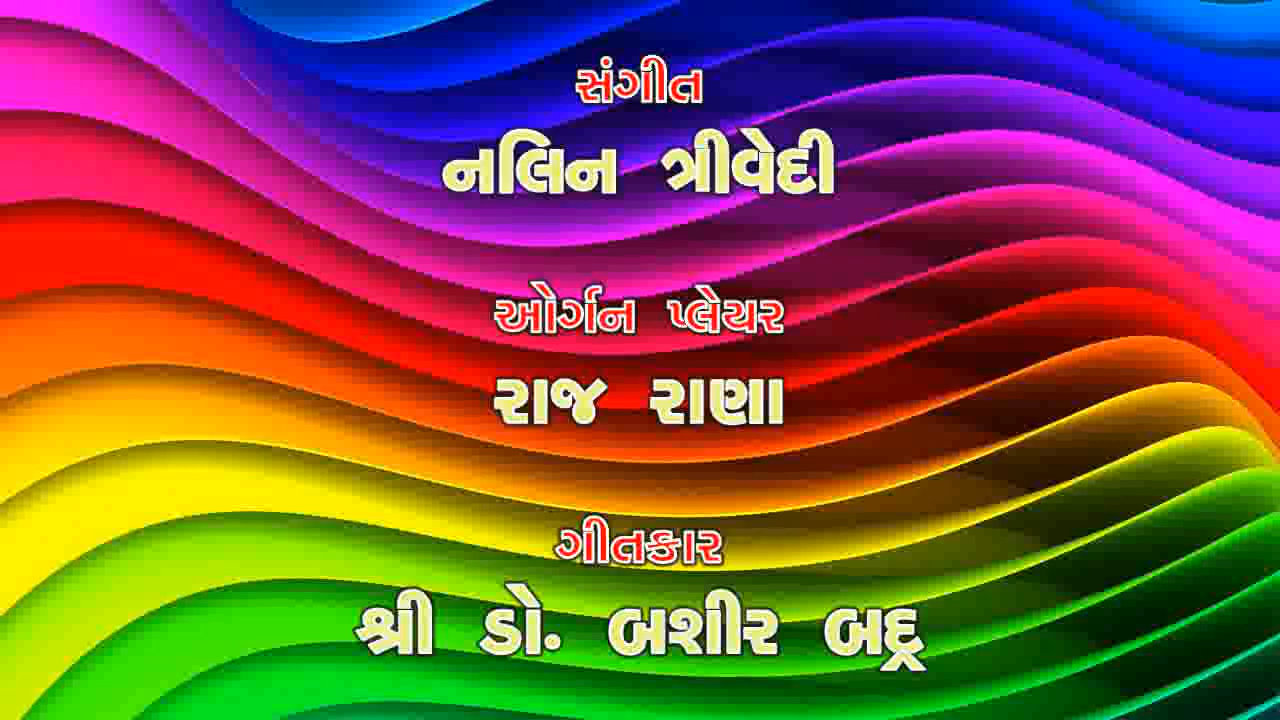 સંગીત
નલિન ત્રીવેદી
ઓર્ગન પ્લેયર
રાજ રાણા
ગીતકાર
શ્રી ડો. બશીર બદ્ર